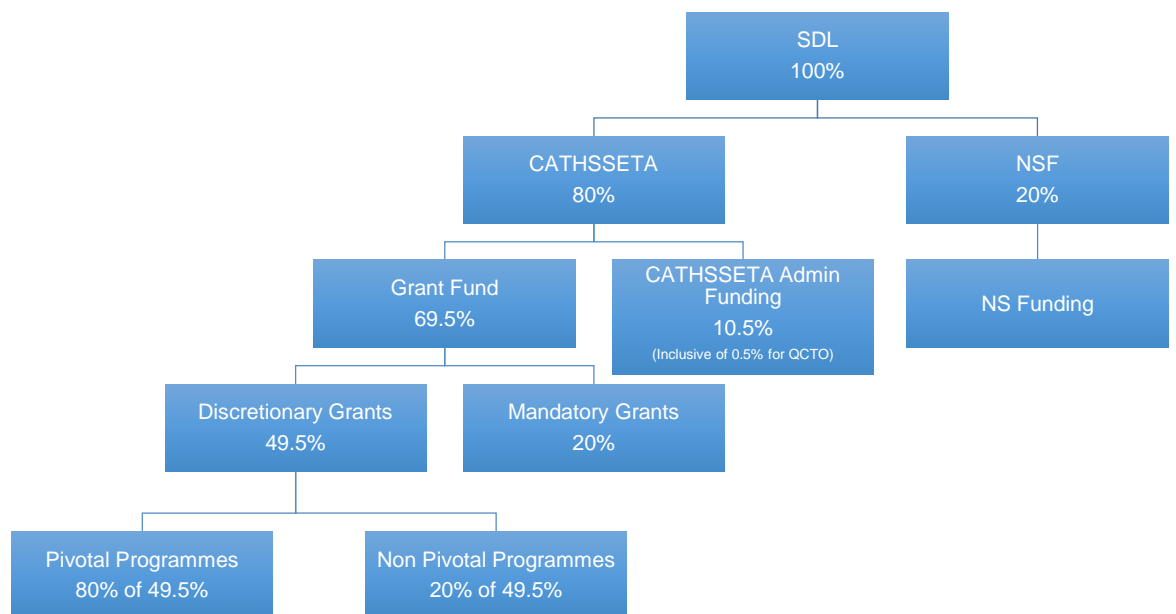 SDL
100%
CATHSSETA
80%
NSF
20%
Grant Fund
69.5%
CATHSSETA Admin
Funding
10.5%
(Inclusive of 0.5% for QCTO)
NS Funding
Discretionary Grants
49.5%
Mandatory Grants
20%
Pivotal Programmes
80% of 49.5%
Non Pivotal Programmes
20% of 49.5%